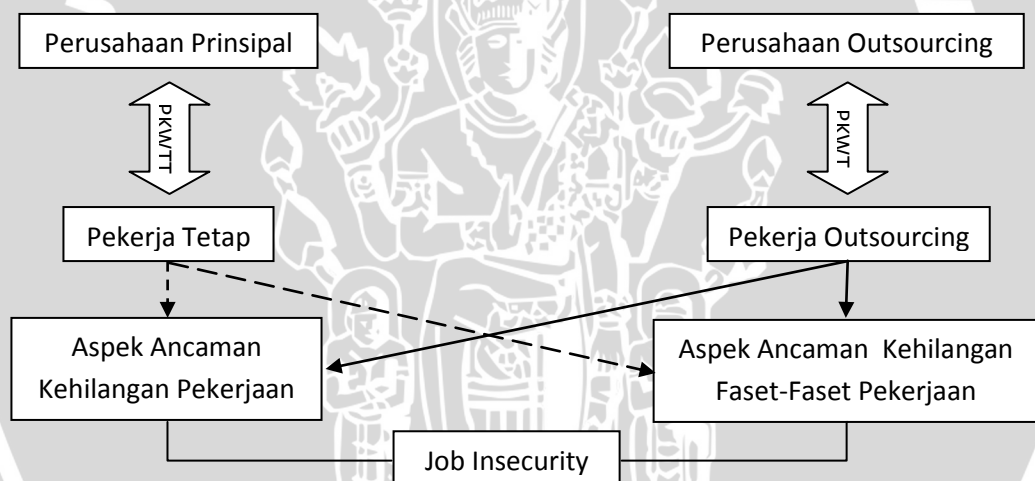 Perusahaan Prinsipal
Perusahaan Outsourcing
PKWTT
PKWT
Pekerja Tetap
Pekerja Outsourcing
Aspek Ancaman
Kehilangan Pekerjaan
Aspek Ancaman  Kehilangan
Faset-Faset Pekerjaan
Job Insecurity